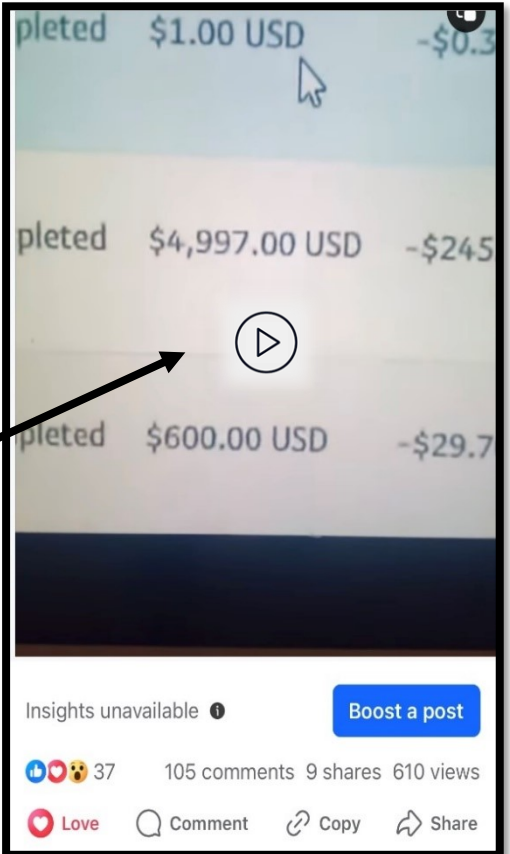 pleted $1.00 USD -$0.3
pleted $4,997.00 USD -$245
pleted $600.00 USD -$29.7
Insights unavailable
Boost a post
37 105 comments 9 shares 610 views
Love Comment Copy Share